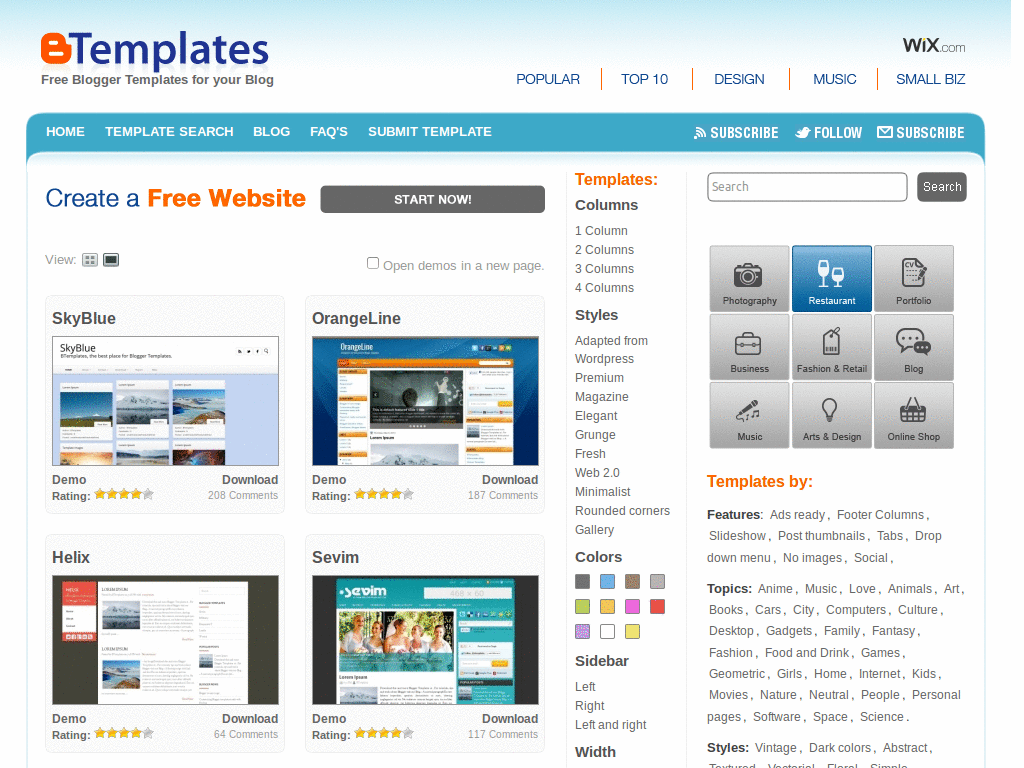 BTemplates
Free Blogger Templates for your Blog
WiX.com
POPULAR
TOP 10
DESIGN
MUSIC
SMALL BIZ
HOME
TEMPLATE SEARCH
BLOG
FAQ'S
SUBMIT TEMPLATE
SUBSCRIBE
FOLLOW
SUBSCRIBE
Create a Free Website
START NOW!
View:
Open demos in a new page.
SkyBlue
SkyBlue
BTemplates, the best place for Blogger Templates.
Demo
Download
Rating:
208 Comments
OrangeLine
OrangeLine
Demo
Download
Rating:
187 Comments
Helix
HELIX
Demo
Download
Rating:
64 Comments
Sevim
sevim
468 x 60
Lorem Ipsum
Demo
Download
Rating:
117 Comments
Templates:
Columns
1 Column
2 Columns
3 Columns
4 Columns
Styles
Adapted from
Wordpress
Premium
Magazine
Elegant
Grunge
Fresh
Web 2.0
Minimalist
Rounded corners
Gallery
Colors
Sidebar
Left
Right
Left and right
Width
Search
Search
Photography
Restaurant
CV
Portfolio
Business
Fashion & Retail
Blog
Music
Arts & Design
Online Shop
Templates by:
Features: Ads ready, Footer Columns,
Slideshow, Post thumbnails, Tabs, Drop
down menu, No images, Social,
Topics: Anime, Music, Love, Animals, Art,
Books, Cars, City, Computers, Culture,
Desktop, Gadgets, Family, Fantasy,
Fashion, Food and Drink, Games,
Geometric, Girls, Home, Internet, Kids,
Movies, Nature, Neutral, People, Personal
pages, Software, Space, Science.
Styles: Vintage, Dark colors, Abstract,
Textured, Vectorial, Floral, Simple